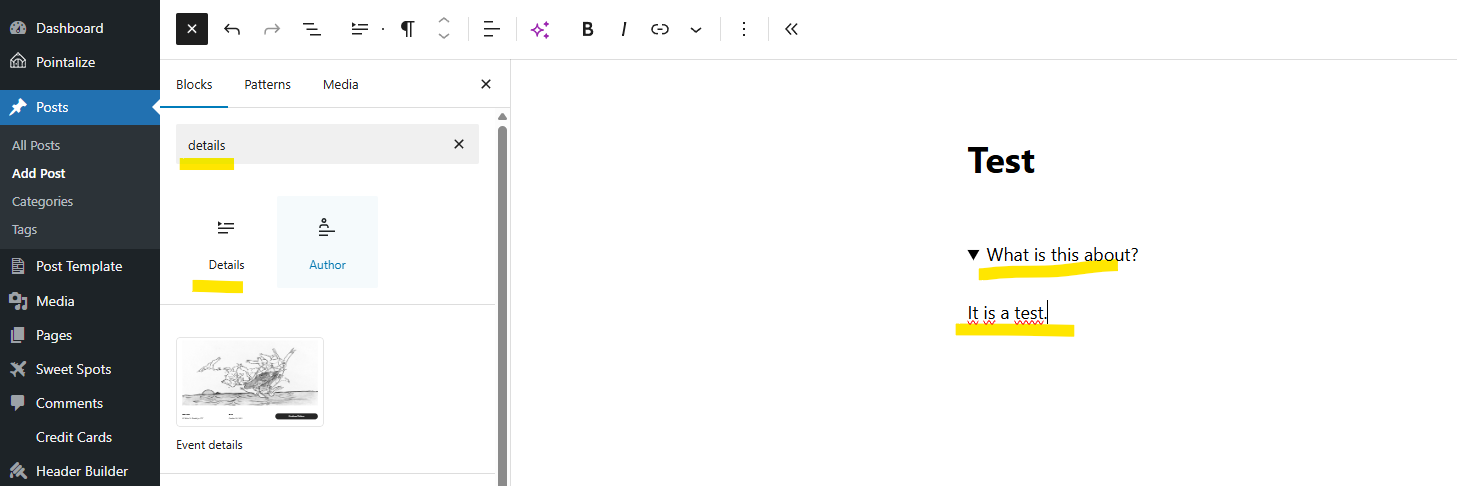 Dashboard
Pointalize
Posts
All Posts
Add Post
Categories
Tags
Post Template
Media
Pages
Sweet Spots
Comments
Credit Cards
Header Builder
B I
Blocks Patterns Media
details
Details Author
Event details
Test
What is this about?
It is a test.